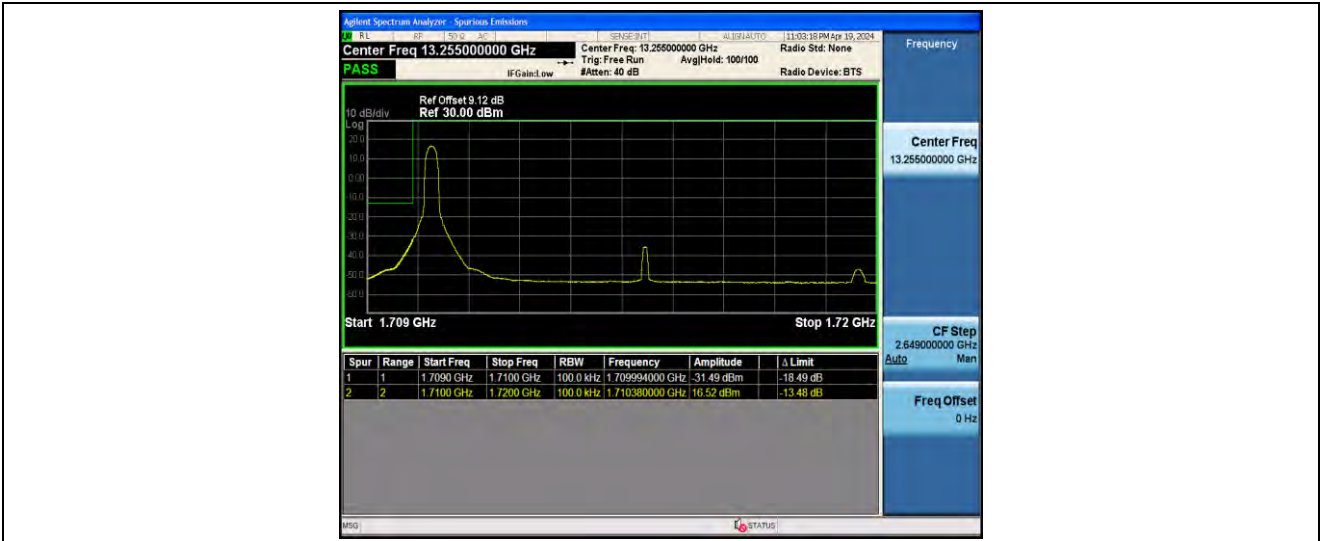 Agilent Spectrum Analyzer - Spurious Emissions
RL RF 50 Ω AC SENSE:INT ALIGNAUTO 11:03:18 PM Apr 19, 2024
Center Freq 13.255000000 GHz Center Freq: 13.255000000 GHz Radio Std: None
Trig: Free Run Avg|Hold: 100/100
PASS IFGain:Low #Atten: 40 dB Radio Device: BTS
Ref Offset 9.12 dB
10 dB/div Ref 30.00 dBm
Log
20.0
10.0
0.00
-10.0
-20.0
-30.0
-40.0
-50.0
-60.0
Start 1.709 GHz Stop 1.72 GHz
Spur Range Start Freq Stop Freq RBW Frequency Amplitude Δ Limit
1 1 1.7090 GHz 1.7100 GHz 100.0 kHz 1.709994000 GHz -31.49 dBm -18.49 dB
2 2 1.7100 GHz 1.7200 GHz 100.0 kHz 1.710380000 GHz 16.52 dBm -13.48 dB
MSG STATUS
Frequency
Center Freq
13.255000000 GHz
CF Step
2.649000000 GHz
Auto Man
Freq Offset
0 Hz